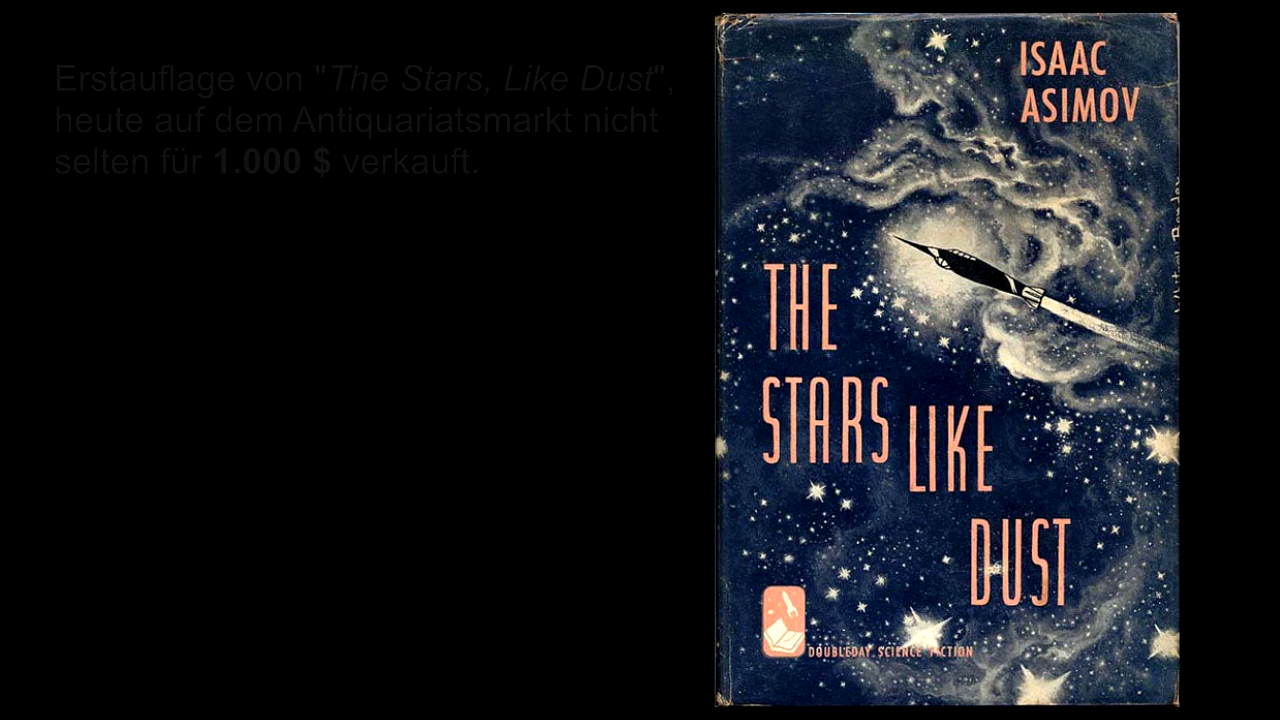 Erstauflage von "The Stars, Like Dust",
heute auf dem Antiquariatsmarkt nicht
selten für 1.000 $ verkauft.
ISAAC
ASIMOV
THE
STARS
LIKE
DUST
DOUBLEDAY SCIENCE FICTION